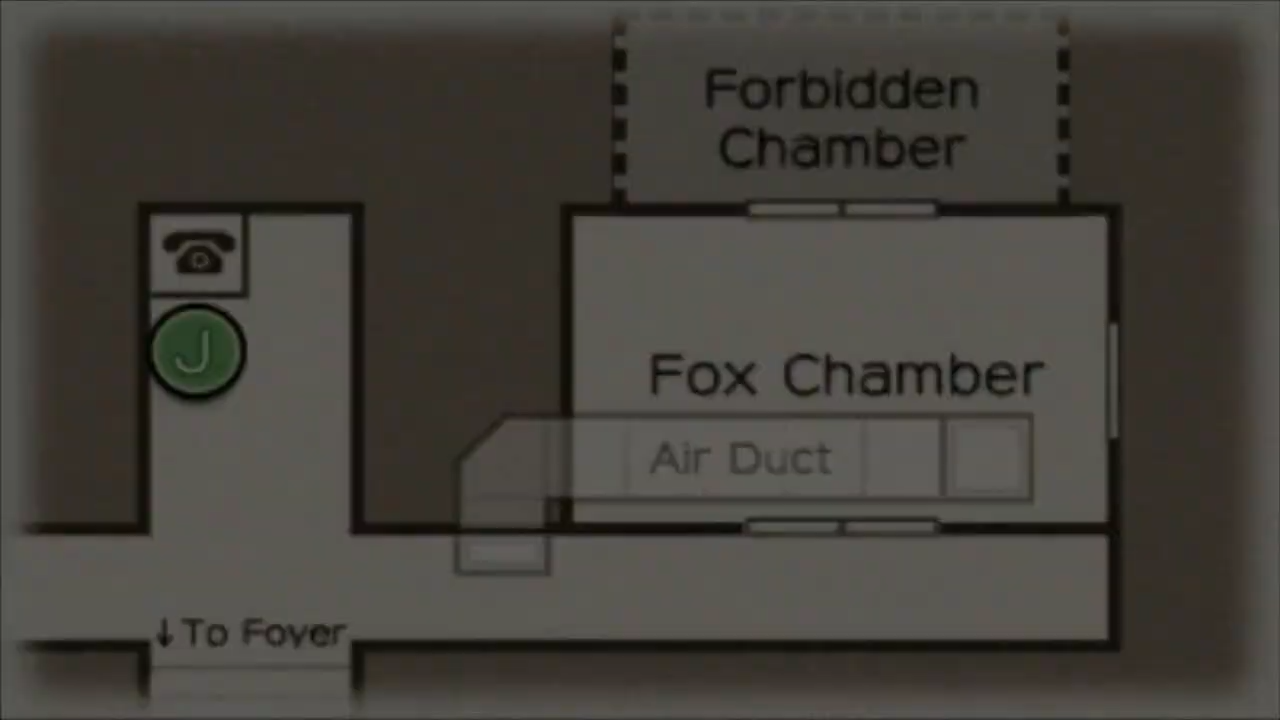 Forbidden
Chamber
J
Fox Chamber
Air Duct
↓To Foyer